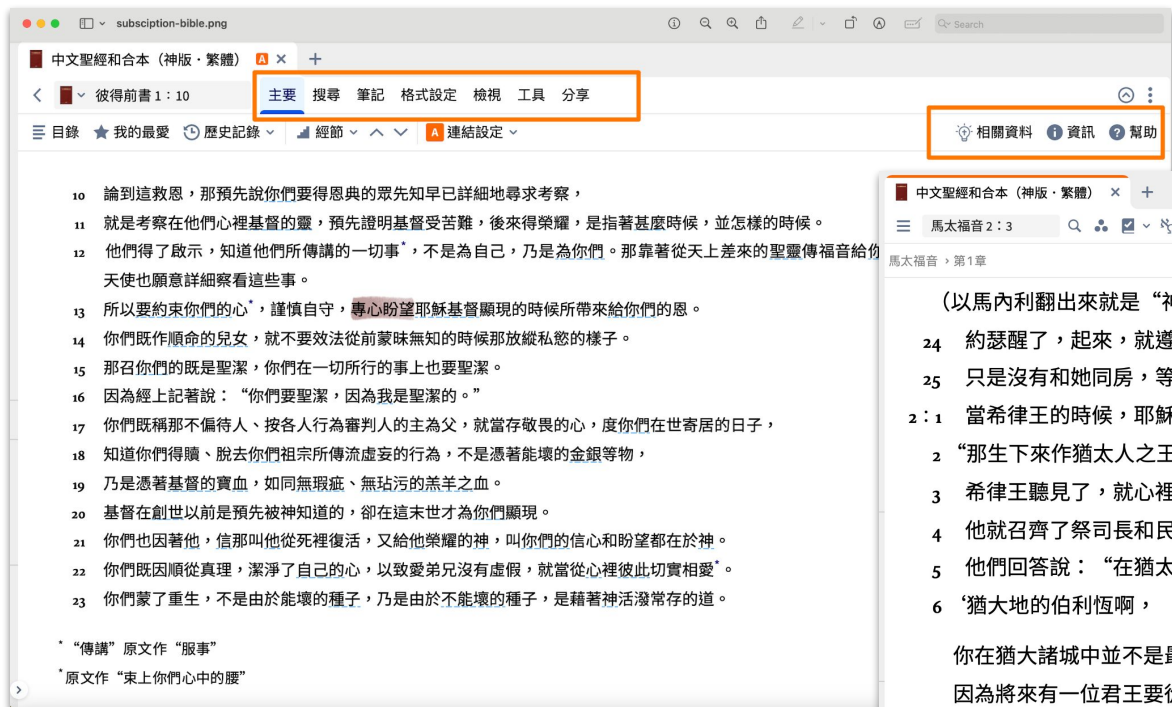 subsciption-bible.png
Search
中文聖經和合本（神版．繁體） A × +
彼得前書 1：10 主要 搜尋 筆記 格式設定 檢視 工具 分享
目錄 我的最愛 歷史記錄 經節 A 連結設定 相關資料 資訊 幫助
10 論到這救恩，那預先說你們要得恩典的眾先知早已詳細地尋求考察，
11 就是考察在他們心裡基督的靈，預先證明基督受苦難，後來得榮耀，是指著甚麼時候，並怎樣的時候。
12 他們得了啟示，知道他們所傳講的一切事*，不是為自己，乃是為你們。那靠著從天上差來的聖靈傳福音給你
天使也願意詳細察看這些事。
13 所以要約束你們的心*，謹慎自守，專心盼望耶穌基督顯現的時候所帶來給你們的恩。
14 你們既作順命的兒女，就不要效法從前蒙昧無知的時候那放縱私慾的樣子。
15 那召你們的既是聖潔，你們在一切所行的事上也要聖潔。
16 因為經上記著說：“你們要聖潔，因為我是聖潔的。”
17 你們既稱那不偏待人、按各人行為審判人的主為父，就當存敬畏的心，度你們在世寄居的日子，
18 知道你們得贖、脫去你們祖宗所傳流虛妄的行為，不是憑著能壞的金銀等物，
19 乃是憑著基督的寶血，如同無瑕疵、無玷污的羔羊之血。
20 基督在創世以前是預先被神知道的，卻在這末世才為你們顯現。
21 你們也因著他，信那叫他從死裡復活，又給他榮耀的神，叫你們的信心和盼望都在於神。
22 你們既因順從真理，潔淨了自己的心，以致愛弟兄沒有虛假，就當從心裡彼此切實相愛*。
23 你們蒙了重生，不是由於能壞的種子，乃是由於不能壞的種子，是藉著神活潑常存的道。
* “傳講”原文作“服事”
* 原文作“束上你們心中的腰”
中文聖經和合本（神版．繁體） × +
馬太福音 2：3
馬太福音 › 第1章
（以馬內利翻出來就是“神
24 約瑟醒了，起來，就遵
25 只是沒有和她同房，等
2：1 當希律王的時候，耶穌
2 “那生下來作猶太人之王
3 希律王聽見了，就心裡
4 他就召齊了祭司長和民
5 他們回答說：“在猶太
6 ‘猶大地的伯利恆啊，
你在猶大諸城中並不是最
因為將來有一位君王要從